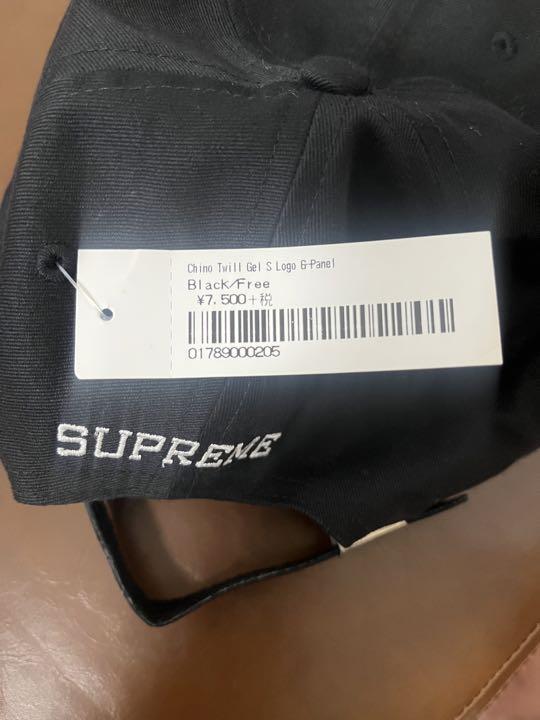 Chino Twill Gel S Logo 6-Panel
Black/Free
¥7,500+税
01789000205
SUPREME